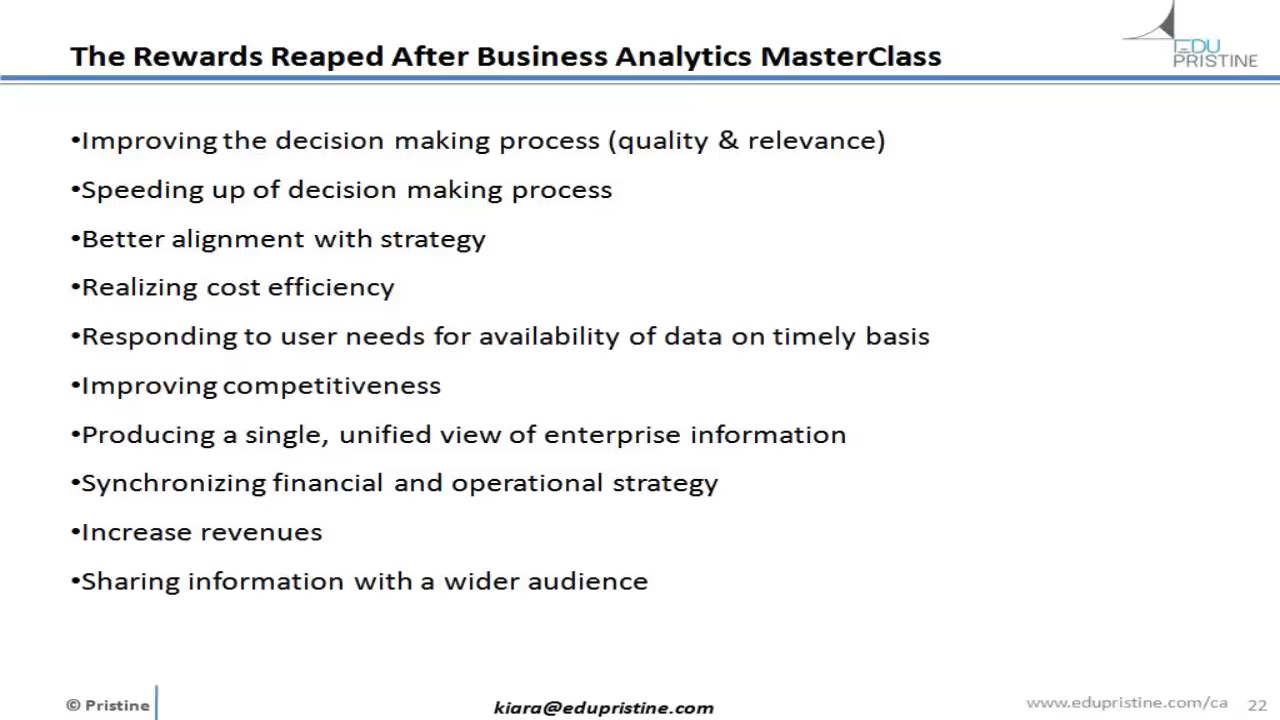 The Rewards Reaped After Business Analytics MasterClass
EDU
PRISTINE
•Improving the decision making process (quality & relevance)
•Speeding up of decision making process
•Better alignment with strategy
•Realizing cost efficiency
•Responding to user needs for availability of data on timely basis
•Improving competitiveness
•Producing a single, unified view of enterprise information
•Synchronizing financial and operational strategy
•Increase revenues
•Sharing information with a wider audience
© Pristine
kiara@edupristine.com
www.edupristine.com/ca 22